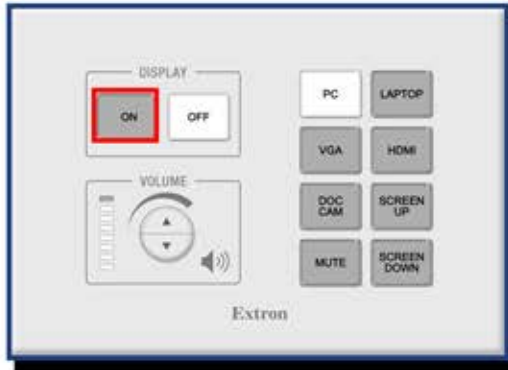 DISPLAY
ON OFF
VOLUME
PC LAPTOP
VGA HDMI
DOC
CAM
SCREEN
UP
MUTE
SCREEN
DOWN
Extron